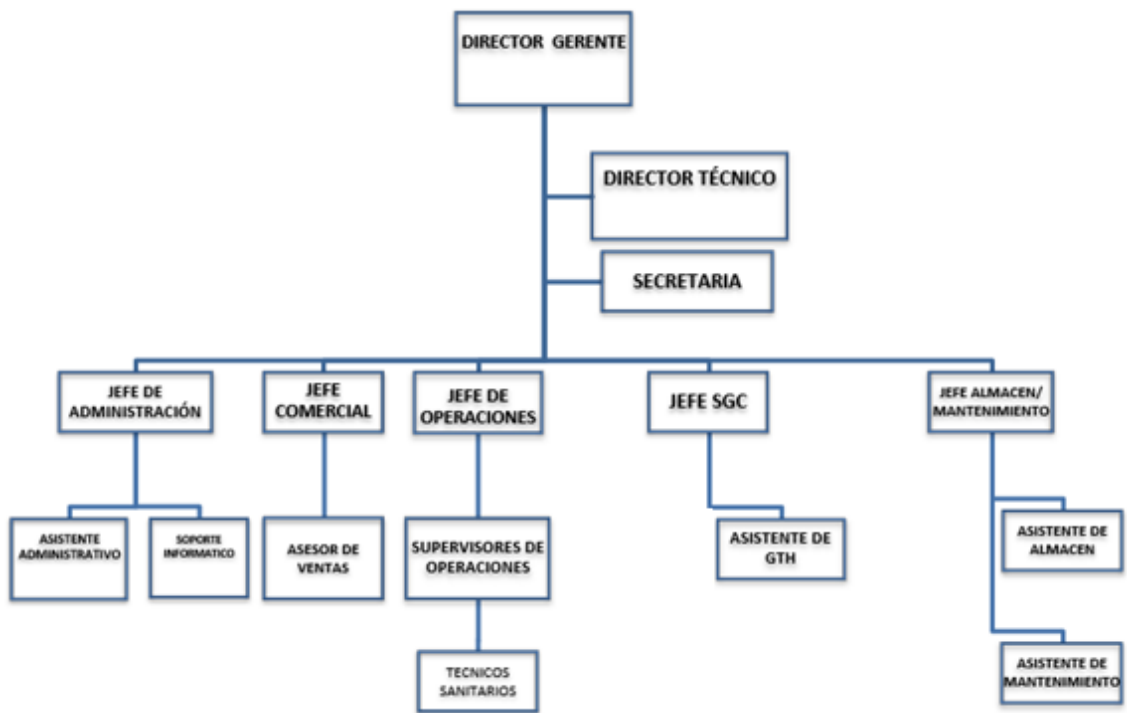 DIRECTOR GERENTE
DIRECTOR TÉCNICO
SECRETARIA
JEFE DE
ADMINISTRACIÓN
JEFE
COMERCIAL
JEFE DE
OPERACIONES
JEFE SGC
JEFE ALMACEN/
MANTENIMIENTO
ASISTENTE
ADMINISTRATIVO
SOPORTE
INFORMATICO
ASESOR DE
VENTAS
SUPERVISORES DE
OPERACIONES
ASISTENTE DE
GTH
ASISTENTE DE
ALMACEN
TECNICOS
SANITARIOS
ASISTENTE DE
MANTENIMIENTO